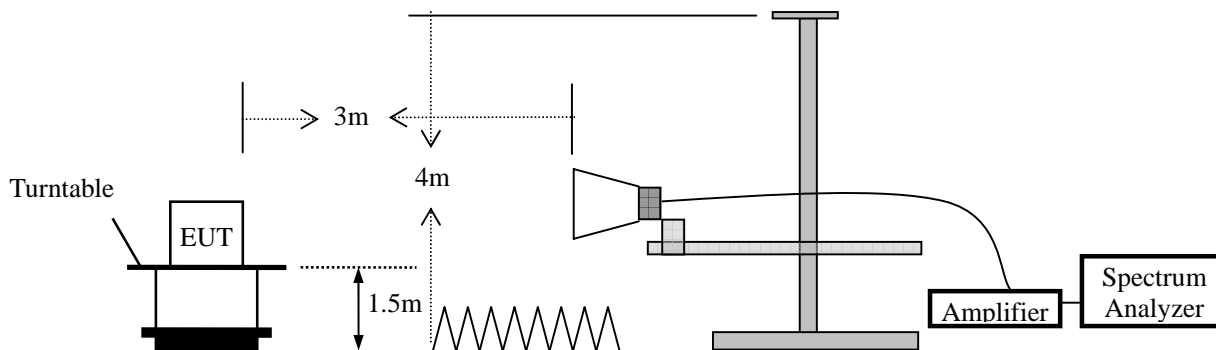 3m
4m
Turntable
EUT
1.5m
Amplifier
Spectrum
Analyzer